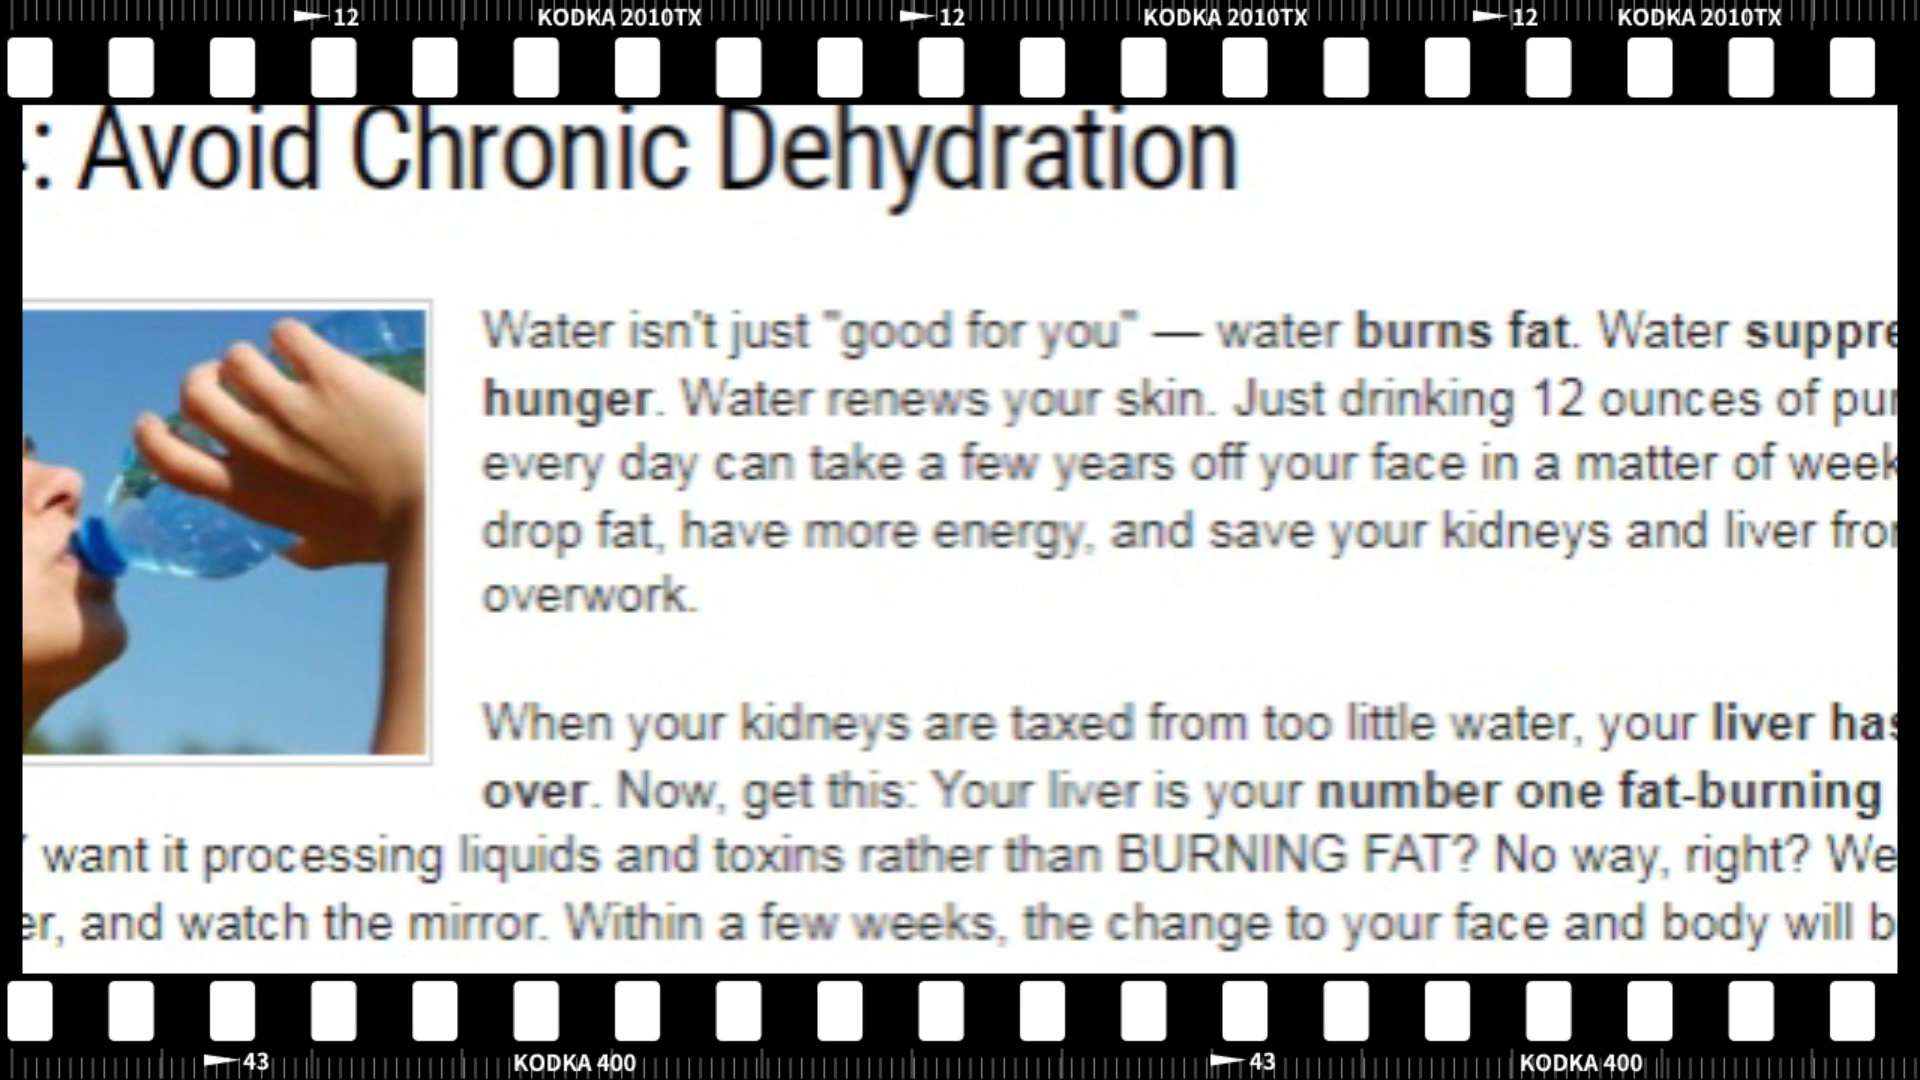 12 KODKA 2010TX 12 KODKA 2010TX 12 KODKA 2010TX
: Avoid Chronic Dehydration
Water isn't just "good for you" — water burns fat. Water suppre
hunger. Water renews your skin. Just drinking 12 ounces of pur
every day can take a few years off your face in a matter of week
drop fat, have more energy, and save your kidneys and liver fro
overwork.
When your kidneys are taxed from too little water, your liver has
over. Now, get this: Your liver is your number one fat-burning
want it processing liquids and toxins rather than BURNING FAT? No way, right? We
er, and watch the mirror. Within a few weeks, the change to your face and body will b
43 KODKA 400 43 KODKA 400